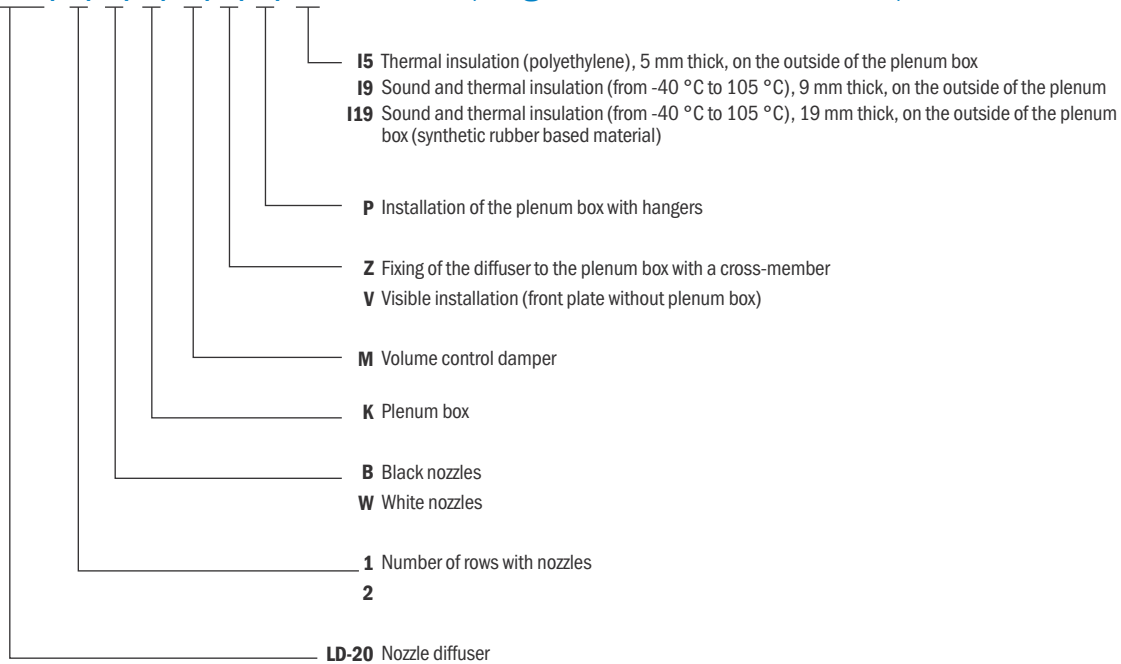 I5 Thermal insulation (polyethylene), 5 mm thick, on the outside of the plenum box
I9 Sound and thermal insulation (from -40 °C to 105 °C), 9 mm thick, on the outside of the plenum
I19 Sound and thermal insulation (from -40 °C to 105 °C), 19 mm thick, on the outside of the plenum
box (synthetic rubber based material)
P Installation of the plenum box with hangers
Z Fixing of the diffuser to the plenum box with a cross-member
V Visible installation (front plate without plenum box)
M Volume control damper
K Plenum box
B Black nozzles
W White nozzles
1 Number of rows with nozzles
2
LD-20 Nozzle diffuser